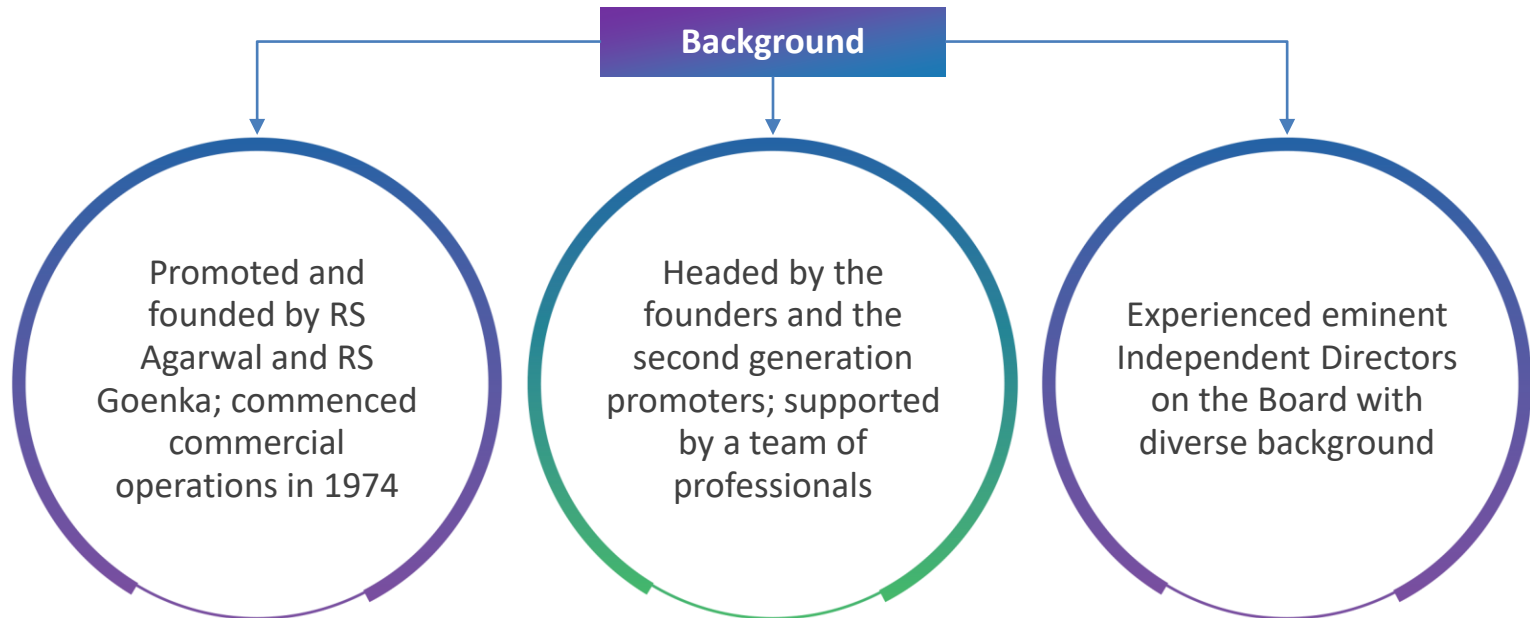 Background
Promoted and
founded by RS
Agarwal and RS
Goenka; commenced
commercial
operations in 1974
Headed by the
founders and the
second generation
promoters; supported
by a team of
professionals
Experienced eminent
Independent Directors
on the Board with
diverse background